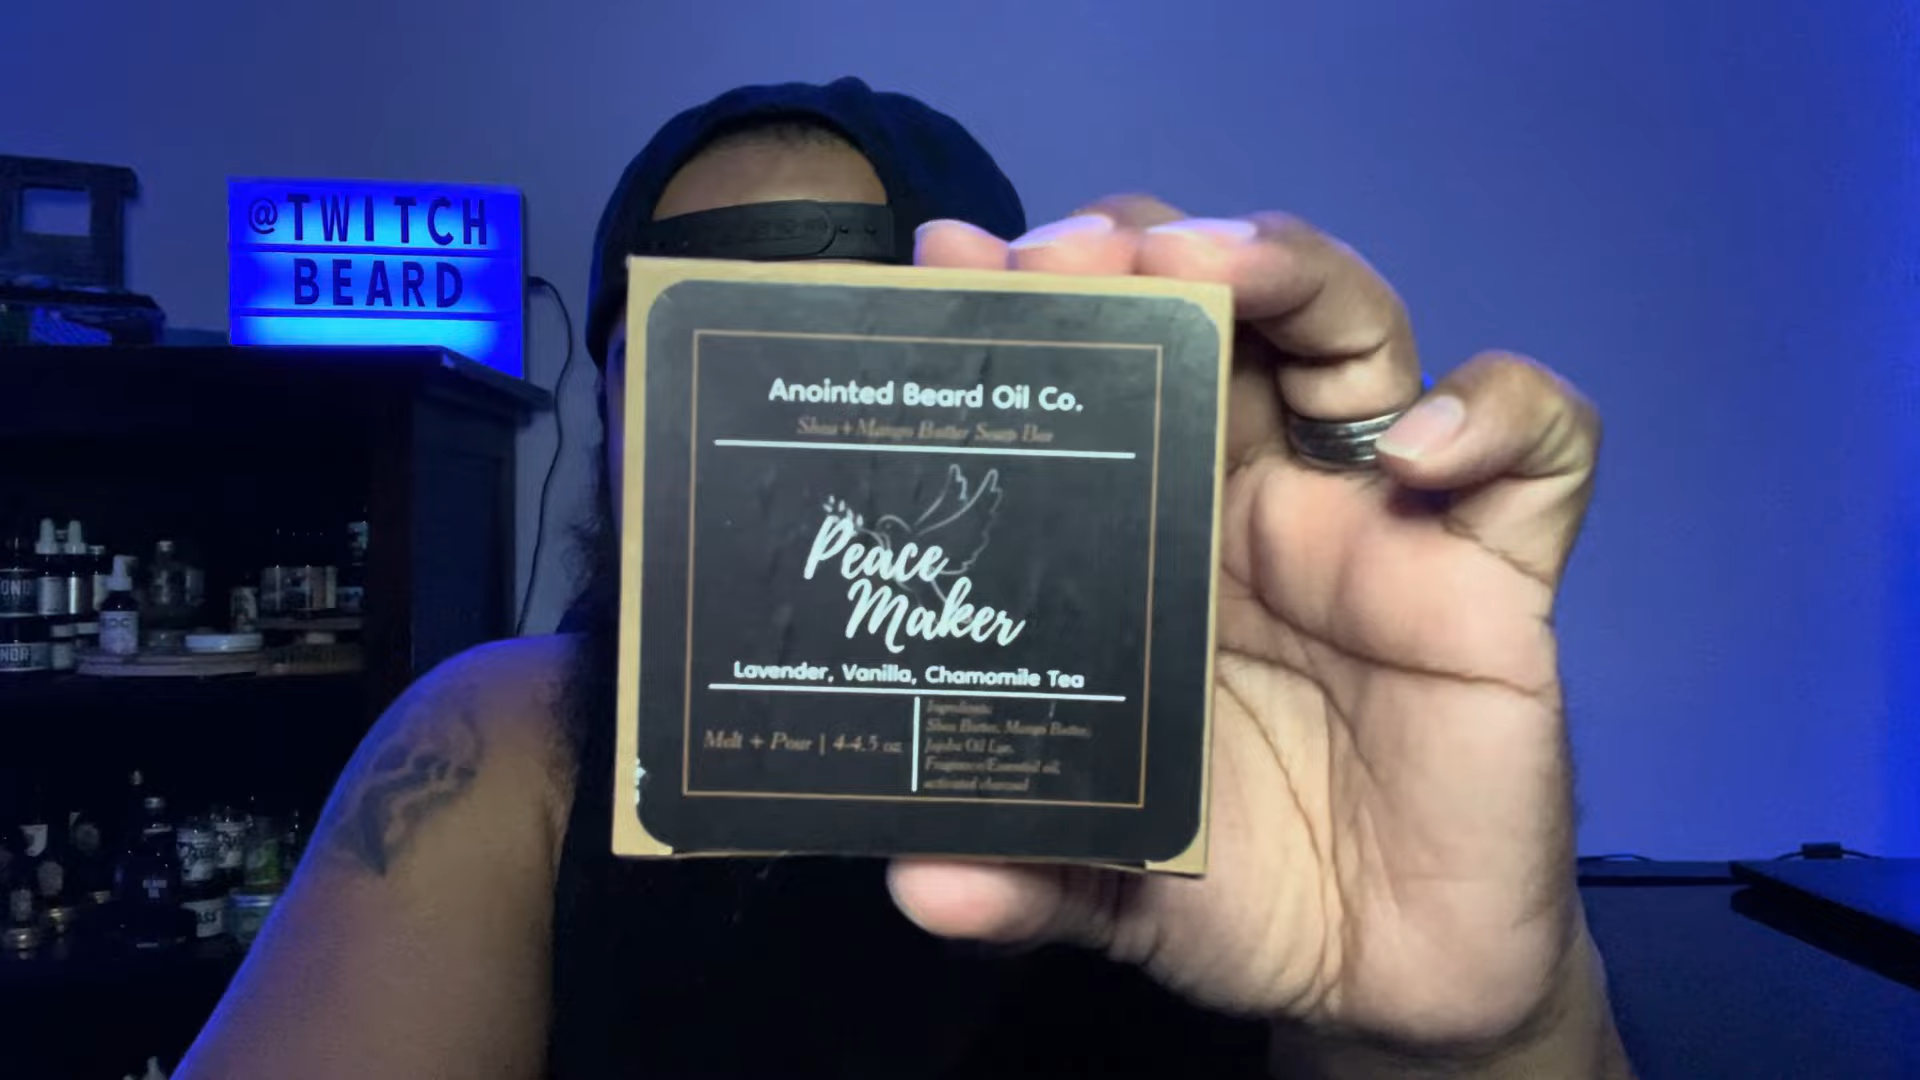 @TWITCH
BEARD
Anointed Beard Oil Co.
Shea + Mango Butter Soap Bar
Peace
Maker
Lavender, Vanilla, Chamomile Tea
Melt + Pour | 4-4.5 oz
Ingredients:
Shea Butter, Mango Butter,
Jojoba Oil Lye,
Fragrance/Essential oil,
activated charcoal